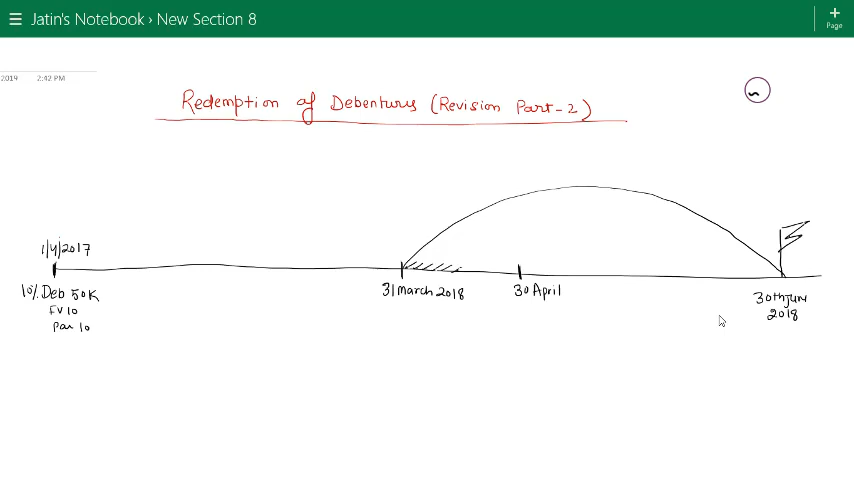 Jatin's Notebook › New Section 8
Page
2019 2:42 PM
Redemption of Debentures (Revision Part-2)
1/4/2017
10% Deb 50K
FV 10
Par 10
31 March 2018
30 April
30th June
2018